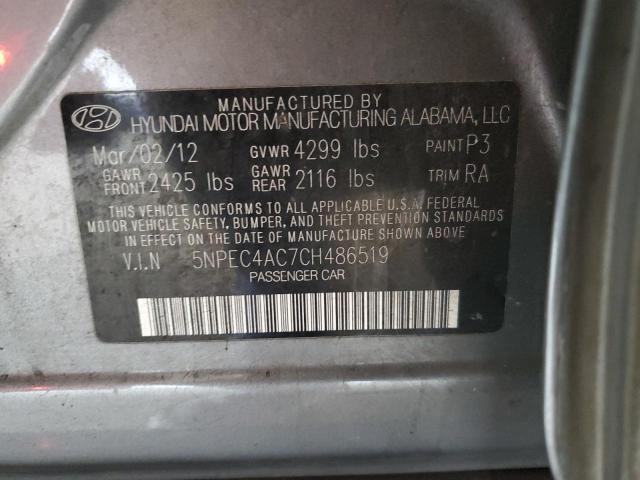 MANUFACTURED BY
HYUNDAI MOTOR MANUFACTURING ALABAMA, LLC
Mar/02/12 GVWR 4299 lbs PAINT P3
GAWR FRONT 2425 lbs GAWR REAR 2116 lbs TRIM RA
THIS VEHICLE CONFORMS TO ALL APPLICABLE U.S.A. FEDERAL
MOTOR VEHICLE SAFETY, BUMPER, AND THEFT PREVENTION STANDARDS
IN EFFECT ON THE DATE OF MANUFACTURE SHOWN ABOVE.
V.I.N 5NPEC4AC7CH486519
PASSENGER CAR